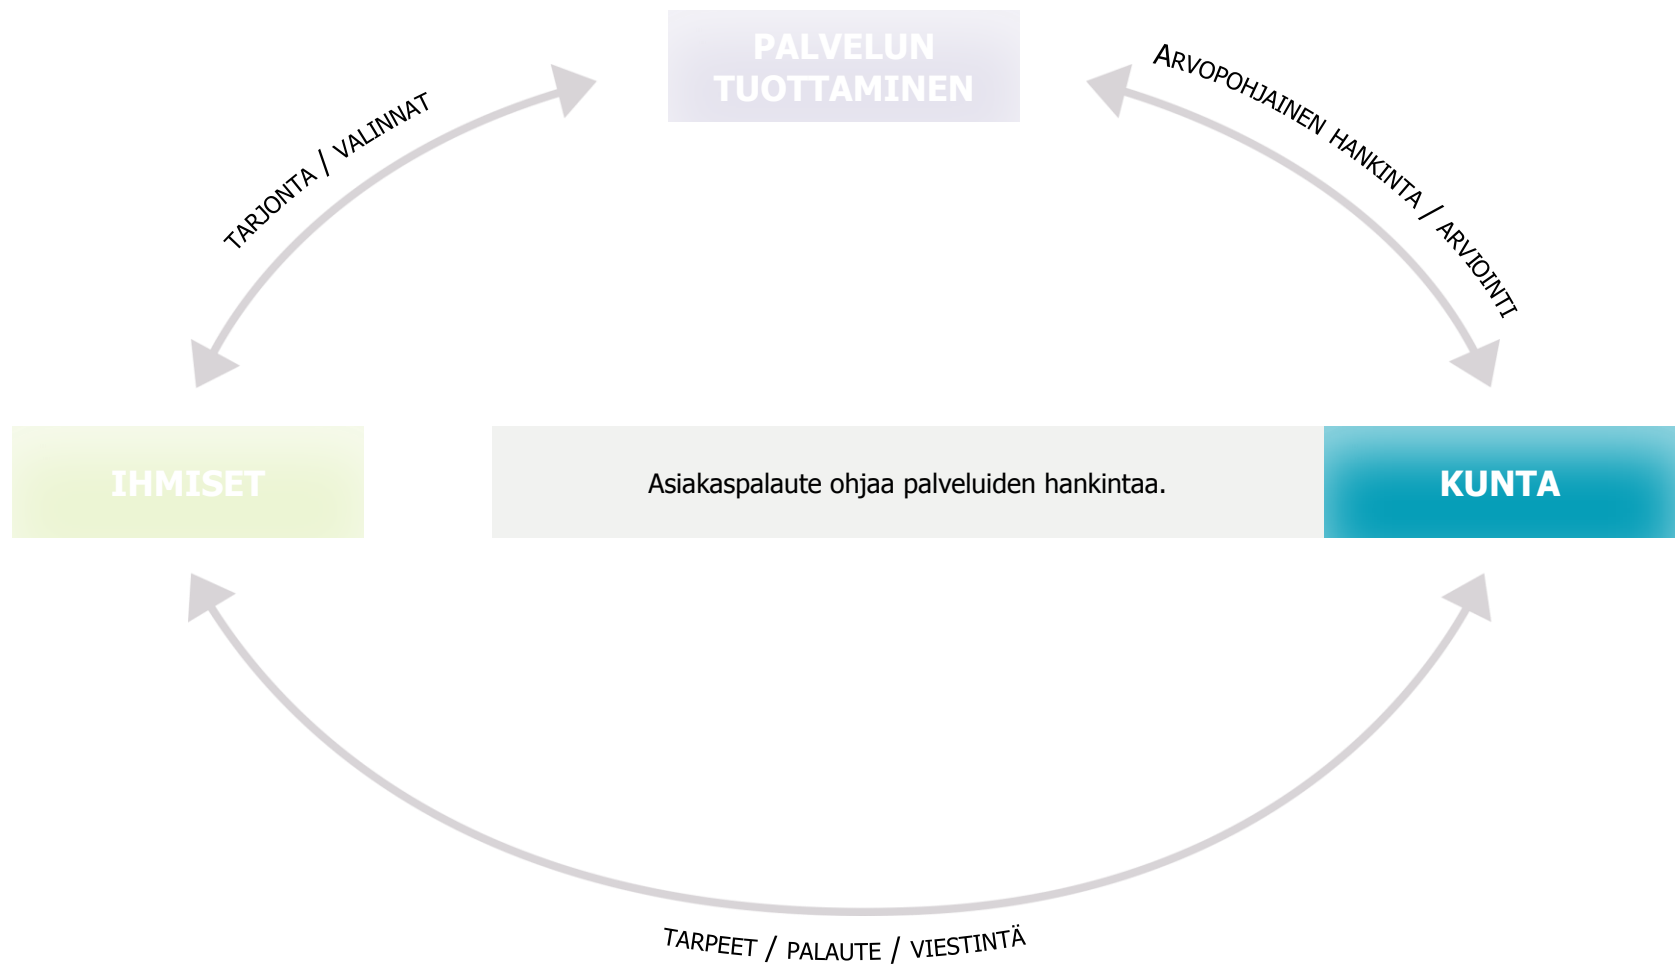 PALVELUN
TUOTTAMINEN
TARJONTA / VALINNAT
ARVOPOHJAINEN HANKINTA / ARVIOINTI
IHMISET
Asiakaspalaute ohjaa palveluiden hankintaa.
KUNTA
TARPEET / PALAUTE / VIESTINTÄ